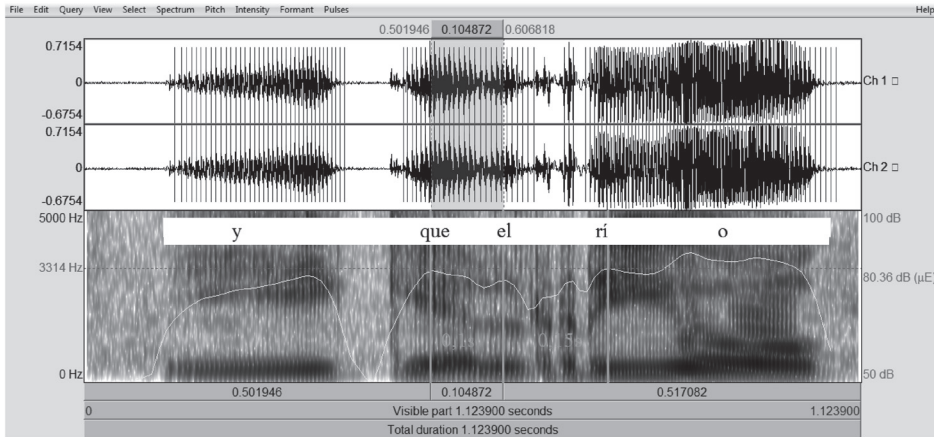 File Edit Query View Select Spectrum Pitch Intensity Formant Pulses Help
0.501946 0.104872 0.606818
0.7154
0
-0.6754
Ch 1
0.7154
0
-0.6754
Ch 2
5000 Hz 100 dB
y que el rí o
3314 Hz 80.36 dB (µE)
0 Hz 50 dB
0.501946 0.104872 0.517082
0 Visible part 1.123900 seconds 1.123900
Total duration 1.123900 seconds